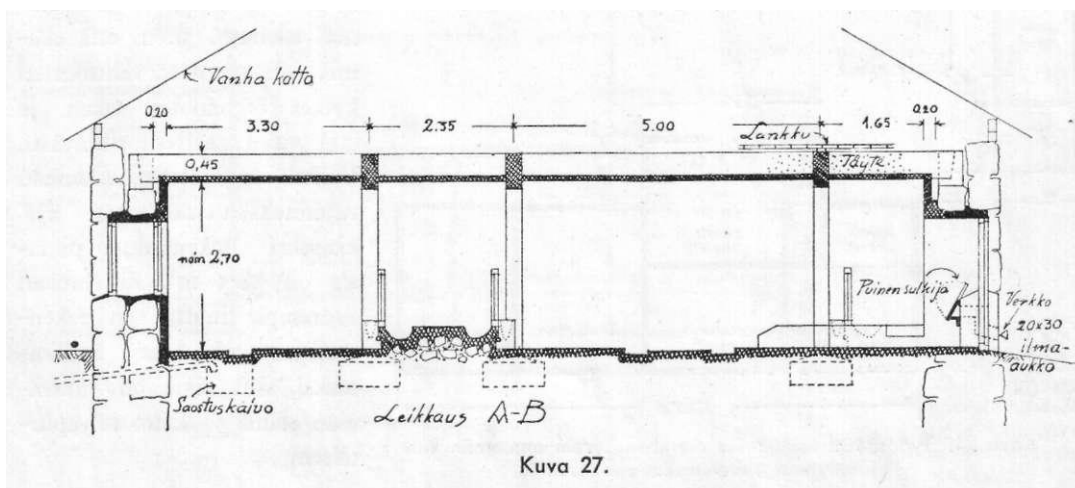 Vanha katto
0.20 3.30 2.35 5.00 1.65 0.20
Lankku
0,45 Täyte
noin 2,70
Puinen sulkija
Verkko
20x30
ilma-
aukko
Saostuskaivo
Leikkaus A-B
Kuva 27.